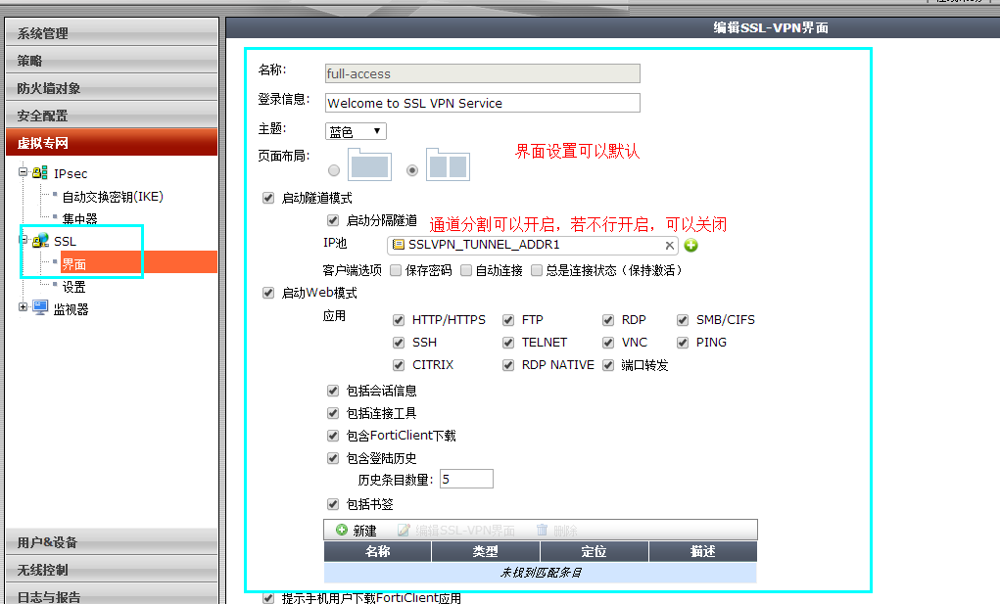 编辑SSL-VPN界面
系统管理
策略
防火墙对象
安全配置
虚拟专网
IPsec
自动交换密钥(IKE)
集中器
SSL
界面
设置
监视器
用户&设备
无线控制
日志与报告
名称: full-access
登录信息: Welcome to SSL VPN Service
主题: 蓝色
页面布局:
界面设置可以默认
启动隧道模式
启动分隔隧道 通道分割可以开启，若不行开启，可以关闭
IP池 SSLVPN_TUNNEL_ADDR1
客户端选项 保存密码 自动连接 总是连接状态（保持激活）
启动Web模式
应用 HTTP/HTTPS FTP RDP SMB/CIFS
SSH TELNET VNC PING
CITRIX RDP NATIVE 端口转发
包括会话信息
包括连接工具
包含FortiClient下载
包含登陆历史
历史条目数量: 5
包括书签
新建 编辑SSL-VPN界面 删除
名称 类型 定位 描述
未找到匹配条目
提示手机用户下载FortiClient应用